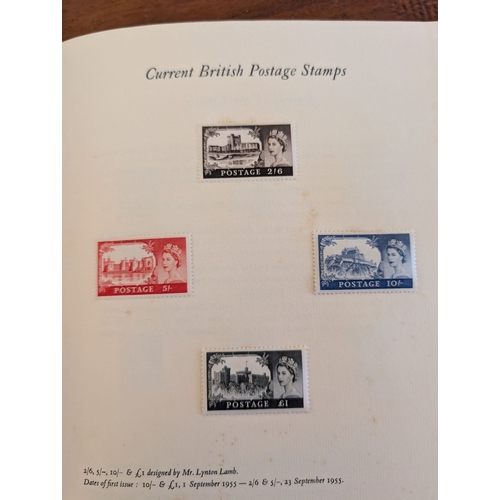 Current British Postage Stamps
POSTAGE 2/6
POSTAGE 5/-
POSTAGE 10/-
POSTAGE £1
2/6, 5/-, 10/- & £1 designed by Mr. Lynton Lamb.
Dates of first issue : 10/- & £1, 1 September 1955 — 2/6 & 5/-, 23 September 1955.